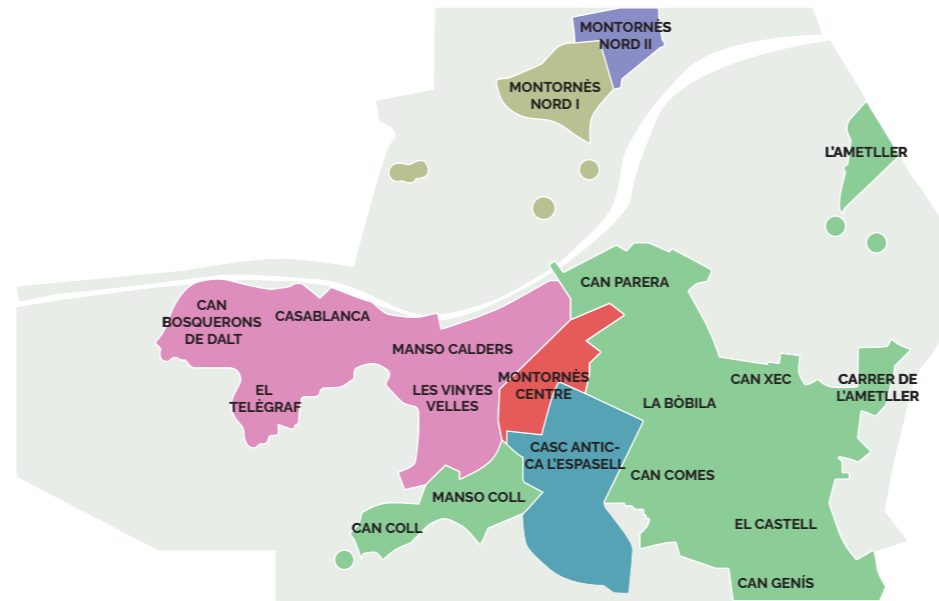 MONTORNÈS
NORD II
MONTORNÈS
NORD I
L'AMETLLER
CAN PARERA
CAN
BOSQUERONS
DE DALT
CASABLANCA
MANSO CALDERS
EL
TELÈGRAF
LES VINYES
VELLES
MONTORNÈS
CENTRE
CAN XEC
CARRER DE
L'AMETLLER
LA BÒBILA
CASC ANTIC-
CA L'ESPASELL
CAN COMES
MANSO COLL
CAN COLL
EL CASTELL
CAN GENÍS